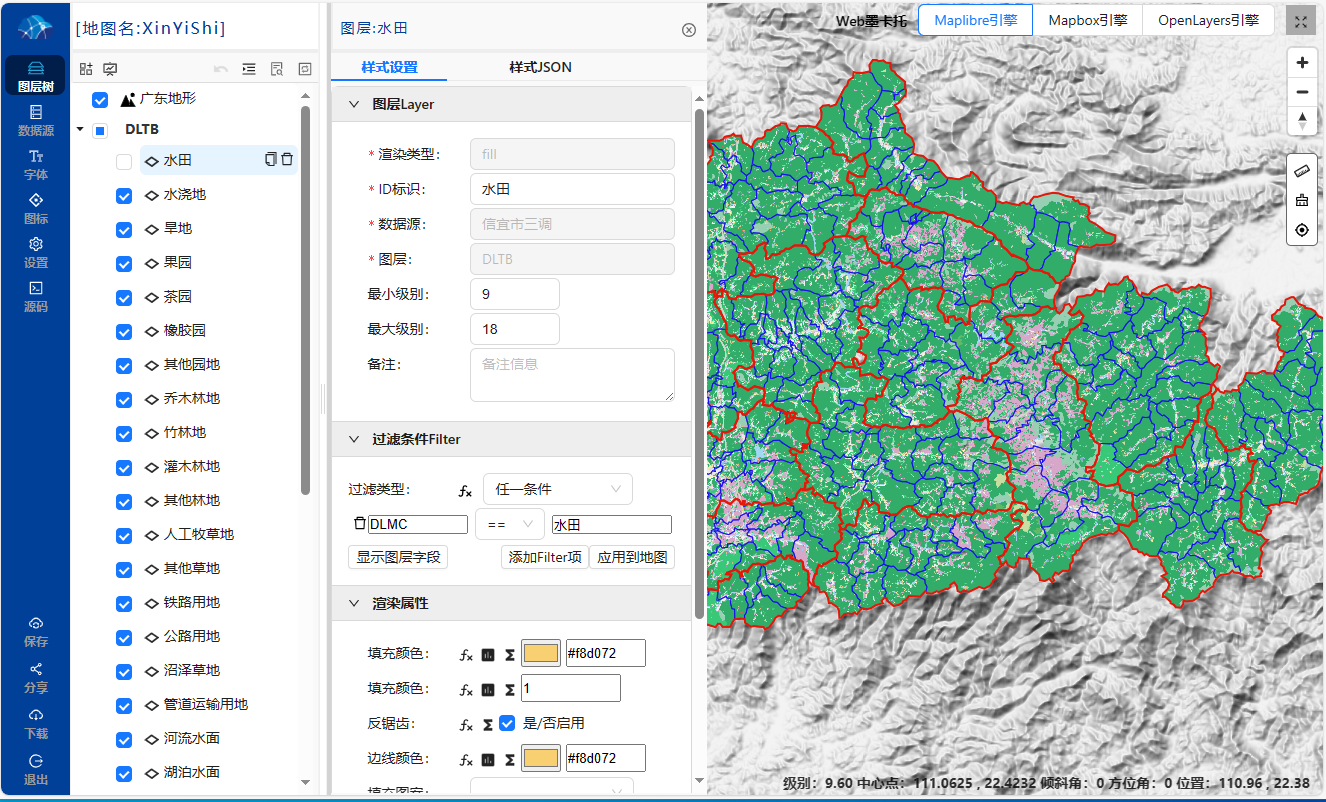 图层树
数据源
Tт
字体
图标
设置
源码
保存
分享
下载
退出
[地图名:XinYiShi]
广东地形
DLTB
水田
水浇地
旱地
果园
茶园
橡胶园
其他园地
乔木林地
竹林地
灌木林地
其他林地
人工牧草地
其他草地
铁路用地
公路用地
沼泽草地
管道运输用地
河流水面
湖泊水面
图层:水田
样式设置 样式JSON
图层Layer
* 渲染类型: fill
* ID标识: 水田
* 数据源: 信宜市三调
* 图层: DLTB
最小级别: 9
最大级别: 18
备注: 备注信息
过滤条件Filter
过滤类型: fx 任一条件
DLMC == 水田
显示图层字段 添加Filter项 应用到地图
渲染属性
填充颜色: fx Σ #f8d072
填充颜色: fx Σ 1
反锯齿: fx Σ 是/否启用
边线颜色: fx Σ #f8d072
填充图案:
Web墨卡托 Maplibre引擎 Mapbox引擎 OpenLayers引擎
级别: 9.60 中心点: 111.0625 , 22.4232 倾斜角: 0 方位角: 0 位置: 110.96 , 22.38